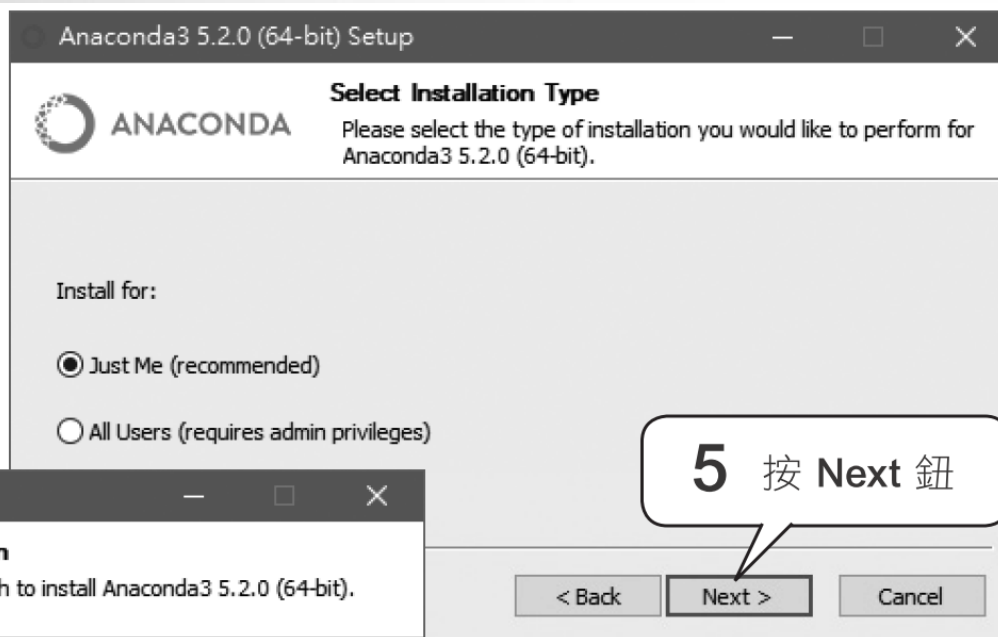 Anaconda3 5.2.0 (64-bit) Setup
ANACONDA
Select Installation Type
Please select the type of installation you would like to perform for
Anaconda3 5.2.0 (64-bit).
Install for:
Just Me (recommended)
All Users (requires admin privileges)
5 按 Next 鈕
to install Anaconda3 5.2.0 (64-bit).
< Back
Next >
Cancel